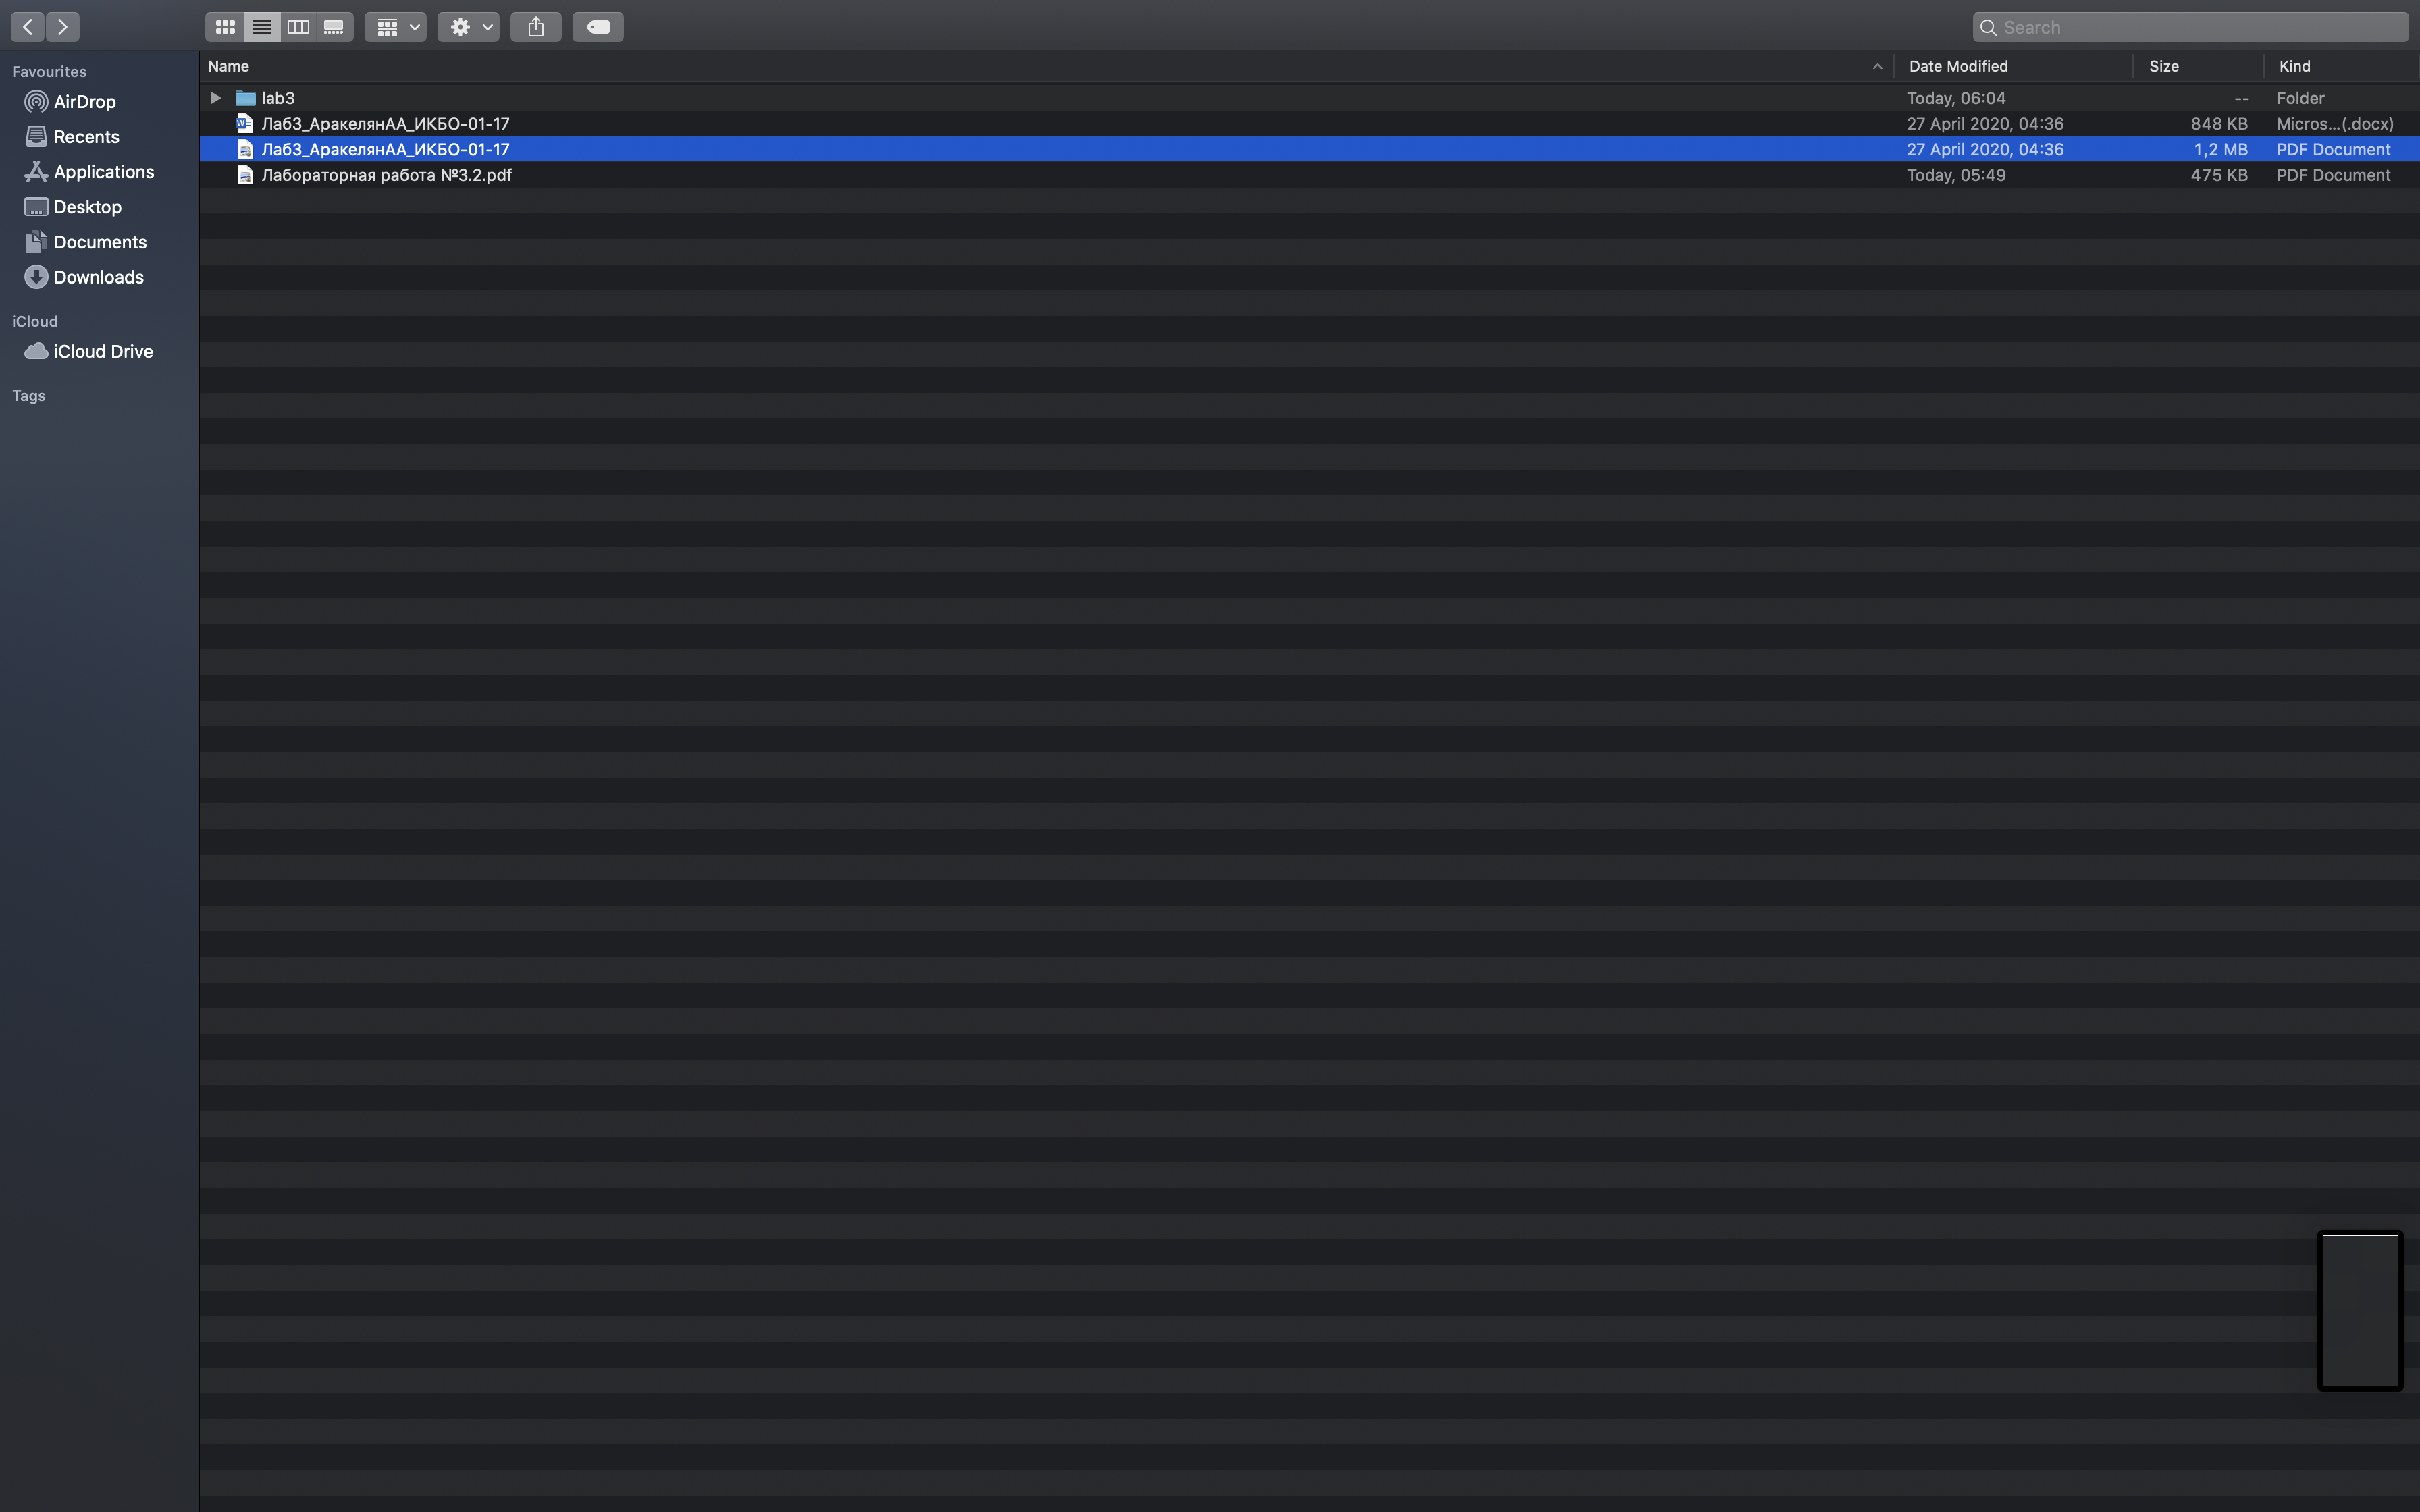 Search
Favourites
AirDrop
Recents
Applications
Desktop
Documents
Downloads
iCloud
iCloud Drive
Tags
Name Date Modified Size Kind
lab3 Today, 06:04 -- Folder
Лаб3_АракелянАА_ИКБО-01-17 27 April 2020, 04:36 848 KB Micros...(.docx)
Лаб3_АракелянАА_ИКБО-01-17 27 April 2020, 04:36 1,2 MB PDF Document
Лабораторная работа №3.2.pdf Today, 05:49 475 KB PDF Document